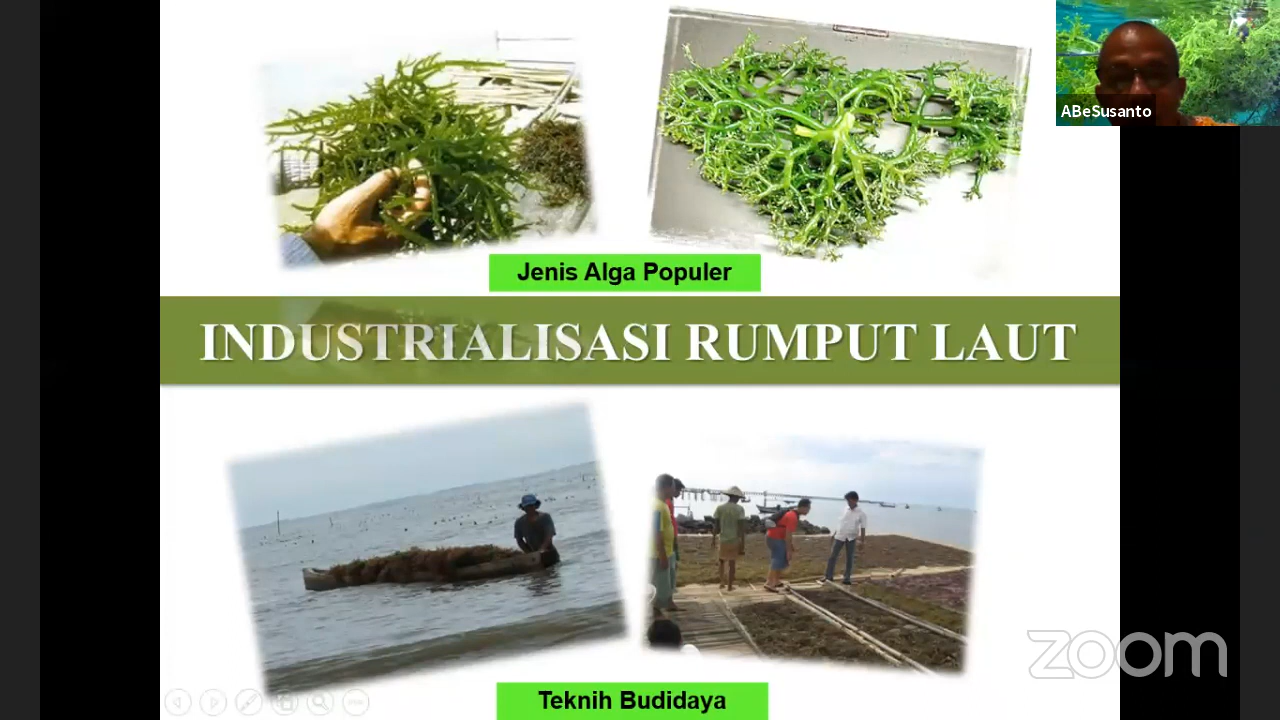 ABeSusanto
Jenis Alga Populer
INDUSTRIALISASI RUMPUT LAUT
Teknih Budidaya
zoom